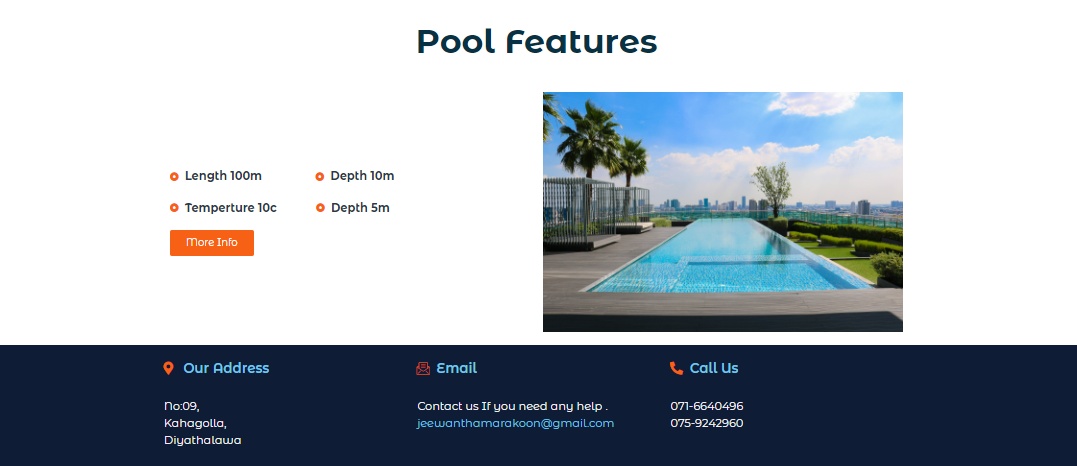 Pool Features
Length 100m
Depth 10m
Temperture 10c
Depth 5m
More Info
Our Address
No:09,
Kahagolla,
Diyathalawa
Email
Contact us If you need any help .
jeewanthamarakoon@gmail.com
Call Us
071-6640496
075-9242960